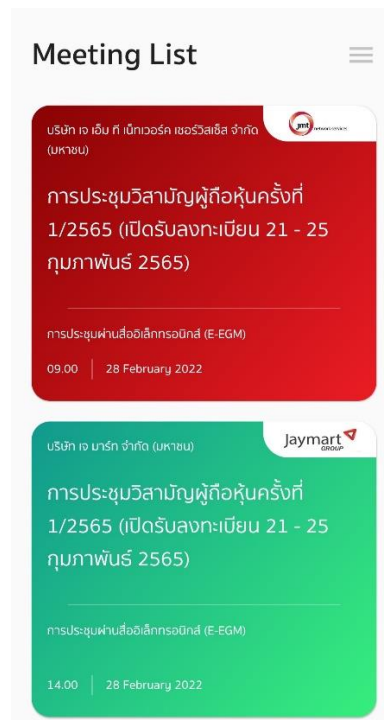 Meeting List
บริษัท เจ เอ็ม ที เน็ทเวอร์ค เซอร์วิสเซ็ส จำกัด
(มหาชน)
jmt
networkservices
การประชุมวิสามัญผู้ถือหุ้นครั้งที่
1/2565 (เปิดรับลงทะเบียน 21 - 25
กุมภาพันธ์ 2565)
การประชุมผ่านสื่ออิเล็กทรอนิกส์ (E-EGM)
09.00 | 28 February 2022
บริษัท เจ มาร์ท จำกัด (มหาชน)
Jaymart
GROUP
การประชุมวิสามัญผู้ถือหุ้นครั้งที่
1/2565 (เปิดรับลงทะเบียน 21 - 25
กุมภาพันธ์ 2565)
การประชุมผ่านสื่ออิเล็กทรอนิกส์ (E-EGM)
14.00 | 28 February 2022